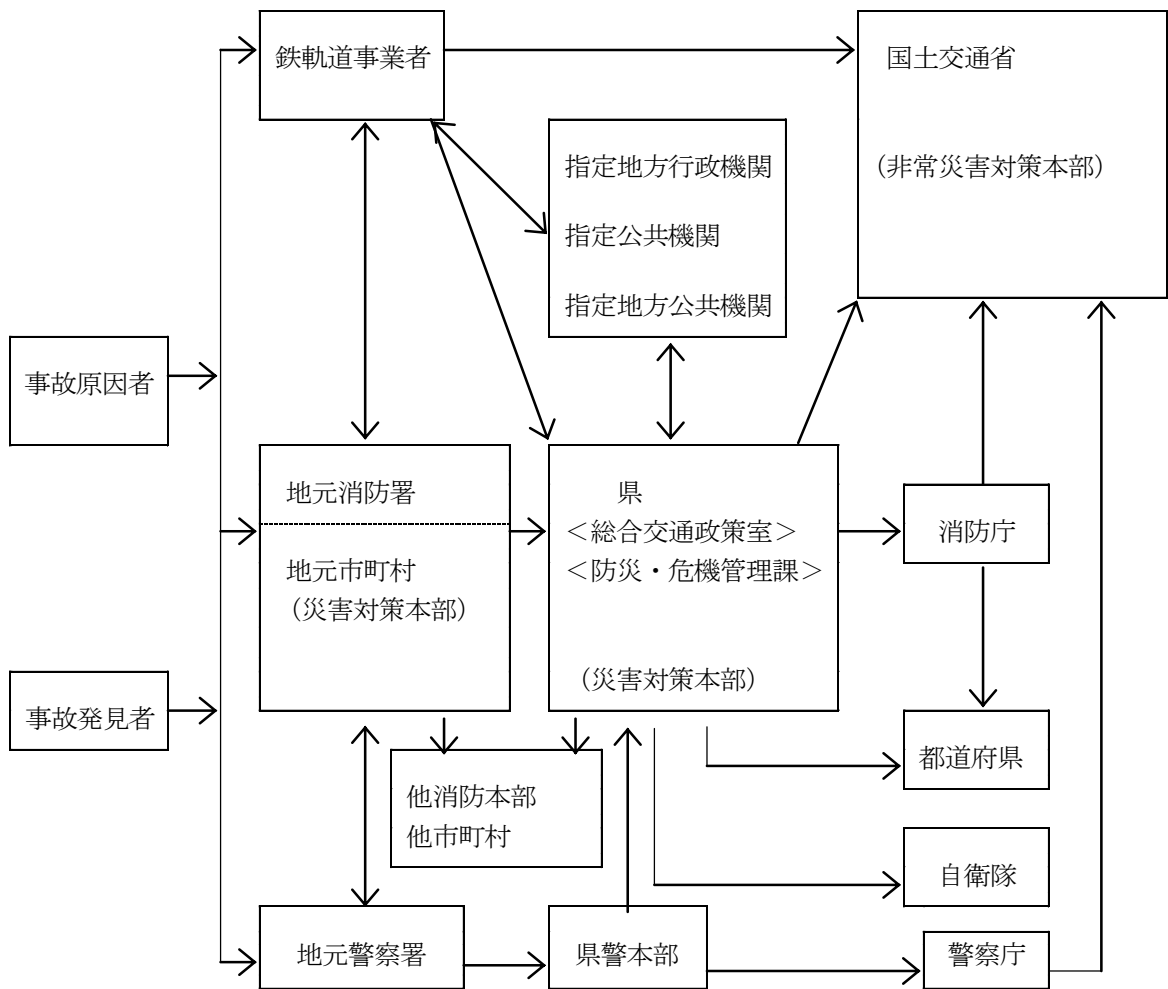 鉄軌道事業者
国土交通省
（非常災害対策本部）
指定地方行政機関
指定公共機関
指定地方公共機関
事故原因者
地元消防署
地元市町村
（災害対策本部）
県
＜総合交通政策室＞
＜防災・危機管理課＞
（災害対策本部）
消防庁
事故発見者
都道府県
他消防本部
他市町村
自衛隊
地元警察署
県警本部
警察庁